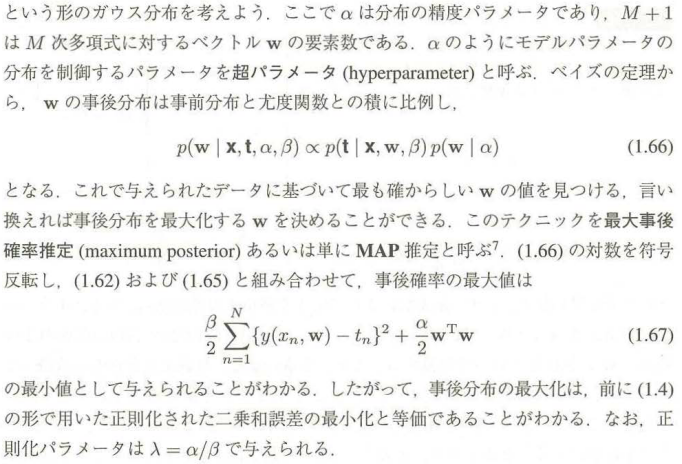 という形のガウス分布を考えよう．ここで α は分布の精度パラメータであり，M + 1
は M 次多項式に対するベクトル w の要素数である．α のようにモデルパラメータの
分布を制御するパラメータを超パラメータ (hyperparameter) と呼ぶ．ベイズの定理か
ら， w の事後分布は事前分布と尤度関数との積に比例し，
p(w | x, t, α, β) ∝ p(t | x, w, β) p(w | α) (1.66)
となる．これで与えられたデータに基づいて最も確からしい w の値を見つける，言い
換えれば事後分布を最大化する w を決めることができる．このテクニックを最大事後
確率推定 (maximum posterior) あるいは単に MAP 推定と呼ぶ⁷．(1.66) の対数を符号
反転し，(1.62) および (1.65) と組み合わせて，事後確率の最大値は
β/2 ∑_{n=1}^{N} {y(xₙ, w) − tₙ}² + α/2 wᵀw (1.67)
の最小値として与えられることがわかる．したがって，事後分布の最大化は，前に (1.4)
の形で用いた正則化された二乗和誤差の最小化と等価であることがわかる．なお，正
則化パラメータは λ = α/β で与えられる．